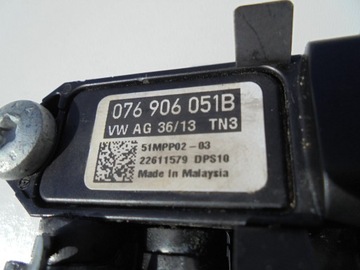 076 906 051B
VW AG 36/13 TN3
51MPP02-03
22611579 DPS10
Made In Malaysia